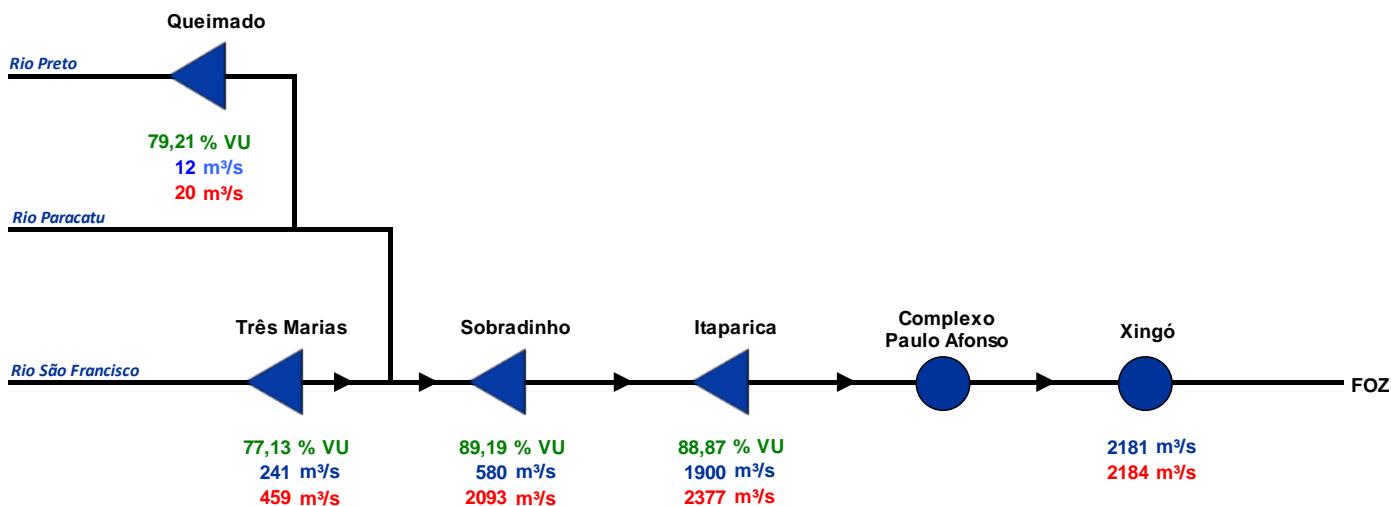 Queimado
Rio Preto
79,21 % VU
12 m³/s
20 m³/s
Rio Paracatu
Três Marias
Sobradinho
Itaparica
Complexo
Paulo Afonso
Xingó
Rio São Francisco
FOZ
77,13 % VU
241 m³/s
459 m³/s
89,19 % VU
580 m³/s
2093 m³/s
88,87 % VU
1900 m³/s
2377 m³/s
2181 m³/s
2184 m³/s